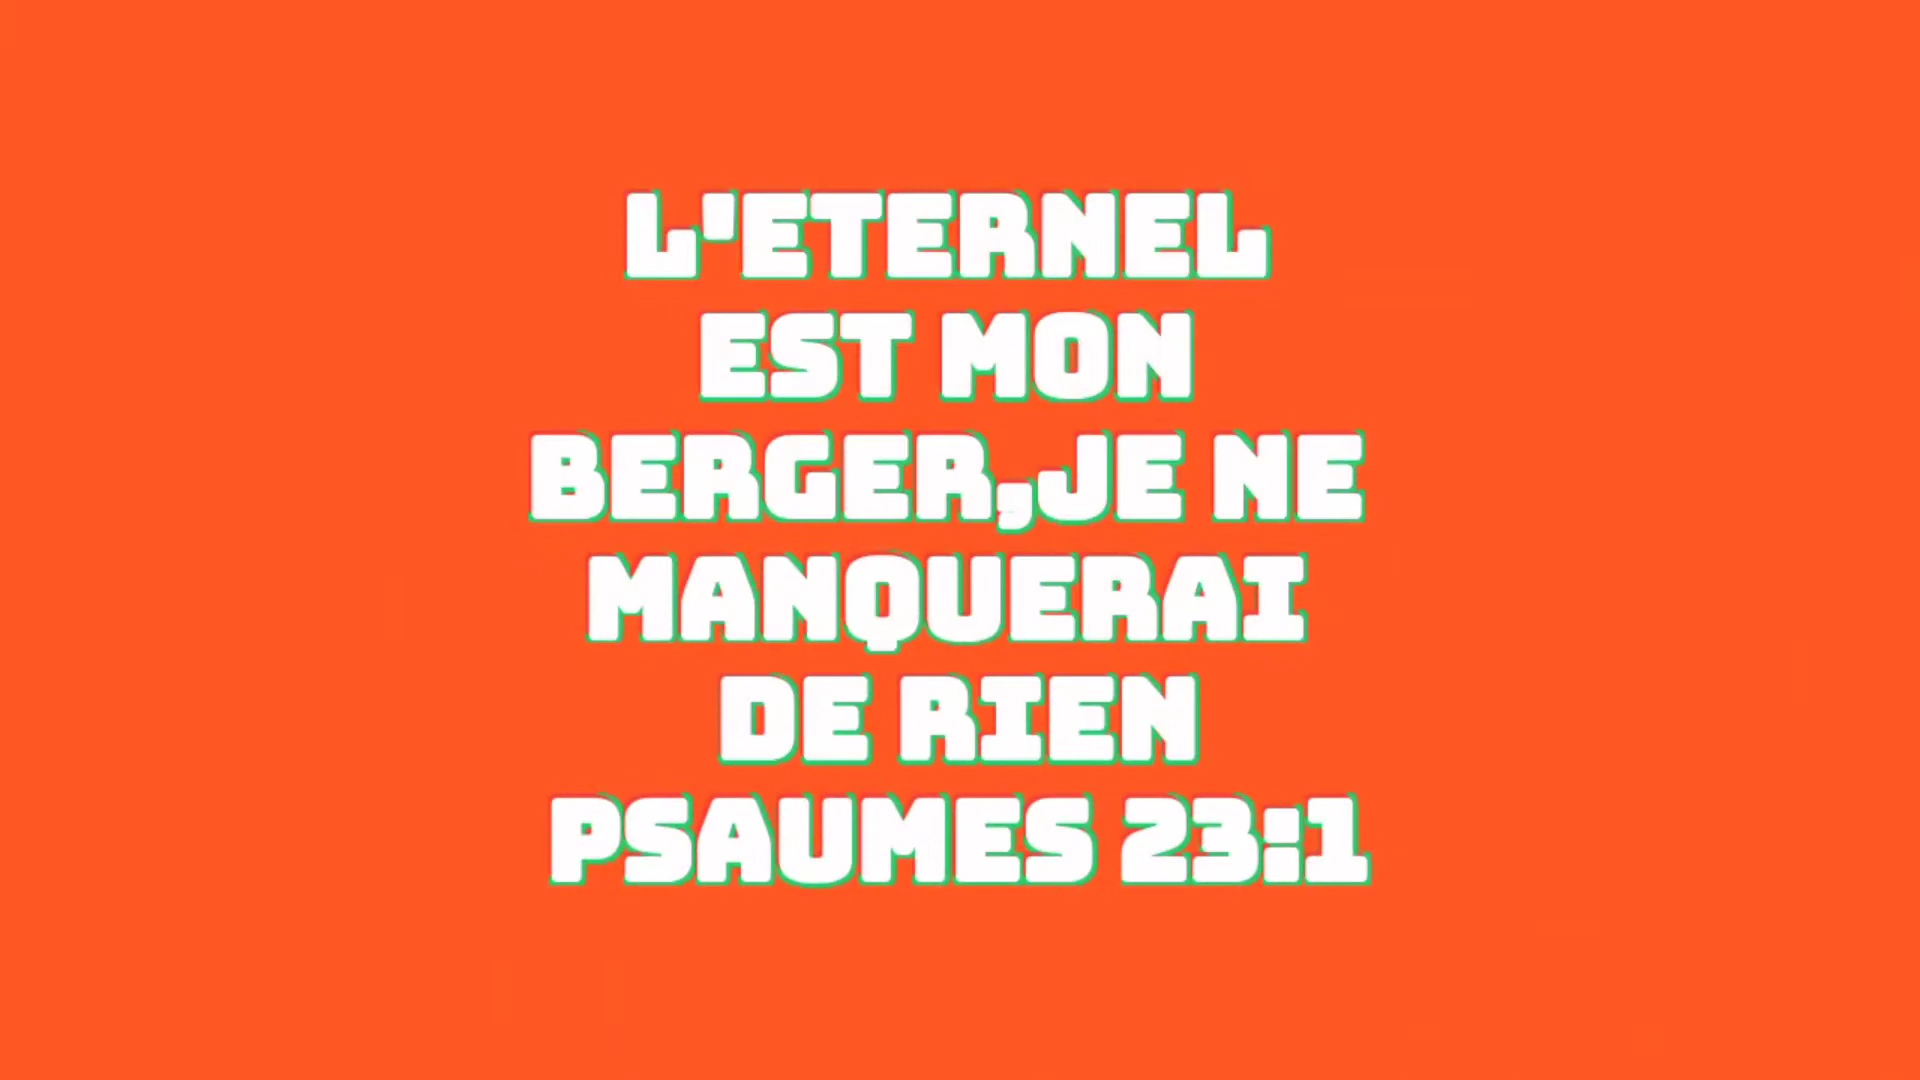 L'ETERNEL
EST MON
BERGER,JE NE
MANQUERAI
DE RIEN
PSAUMES 23:1